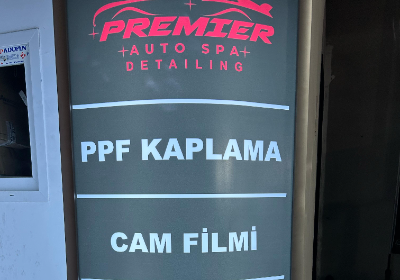 PREMIER
AUTO SPA
DETAILING
PPF KAPLAMA
CAM FİLMİ